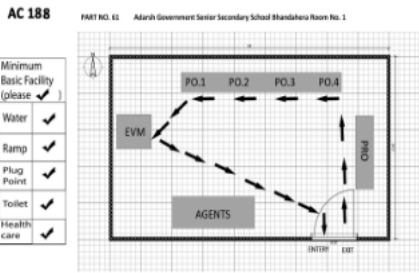 AC 188
PART NO. 61 Adarsh Government Senior Secondary School Bhandahera Room No. 1
Minimum
Basic Facility
(please ✔ )
Water ✔
Ramp ✔
Plug
Point ✔
Toilet ✔
Health
care ✔
PO.1 PO.2 PO.3 PO.4
EVM
PRO
AGENTS
ENTERY EXIT